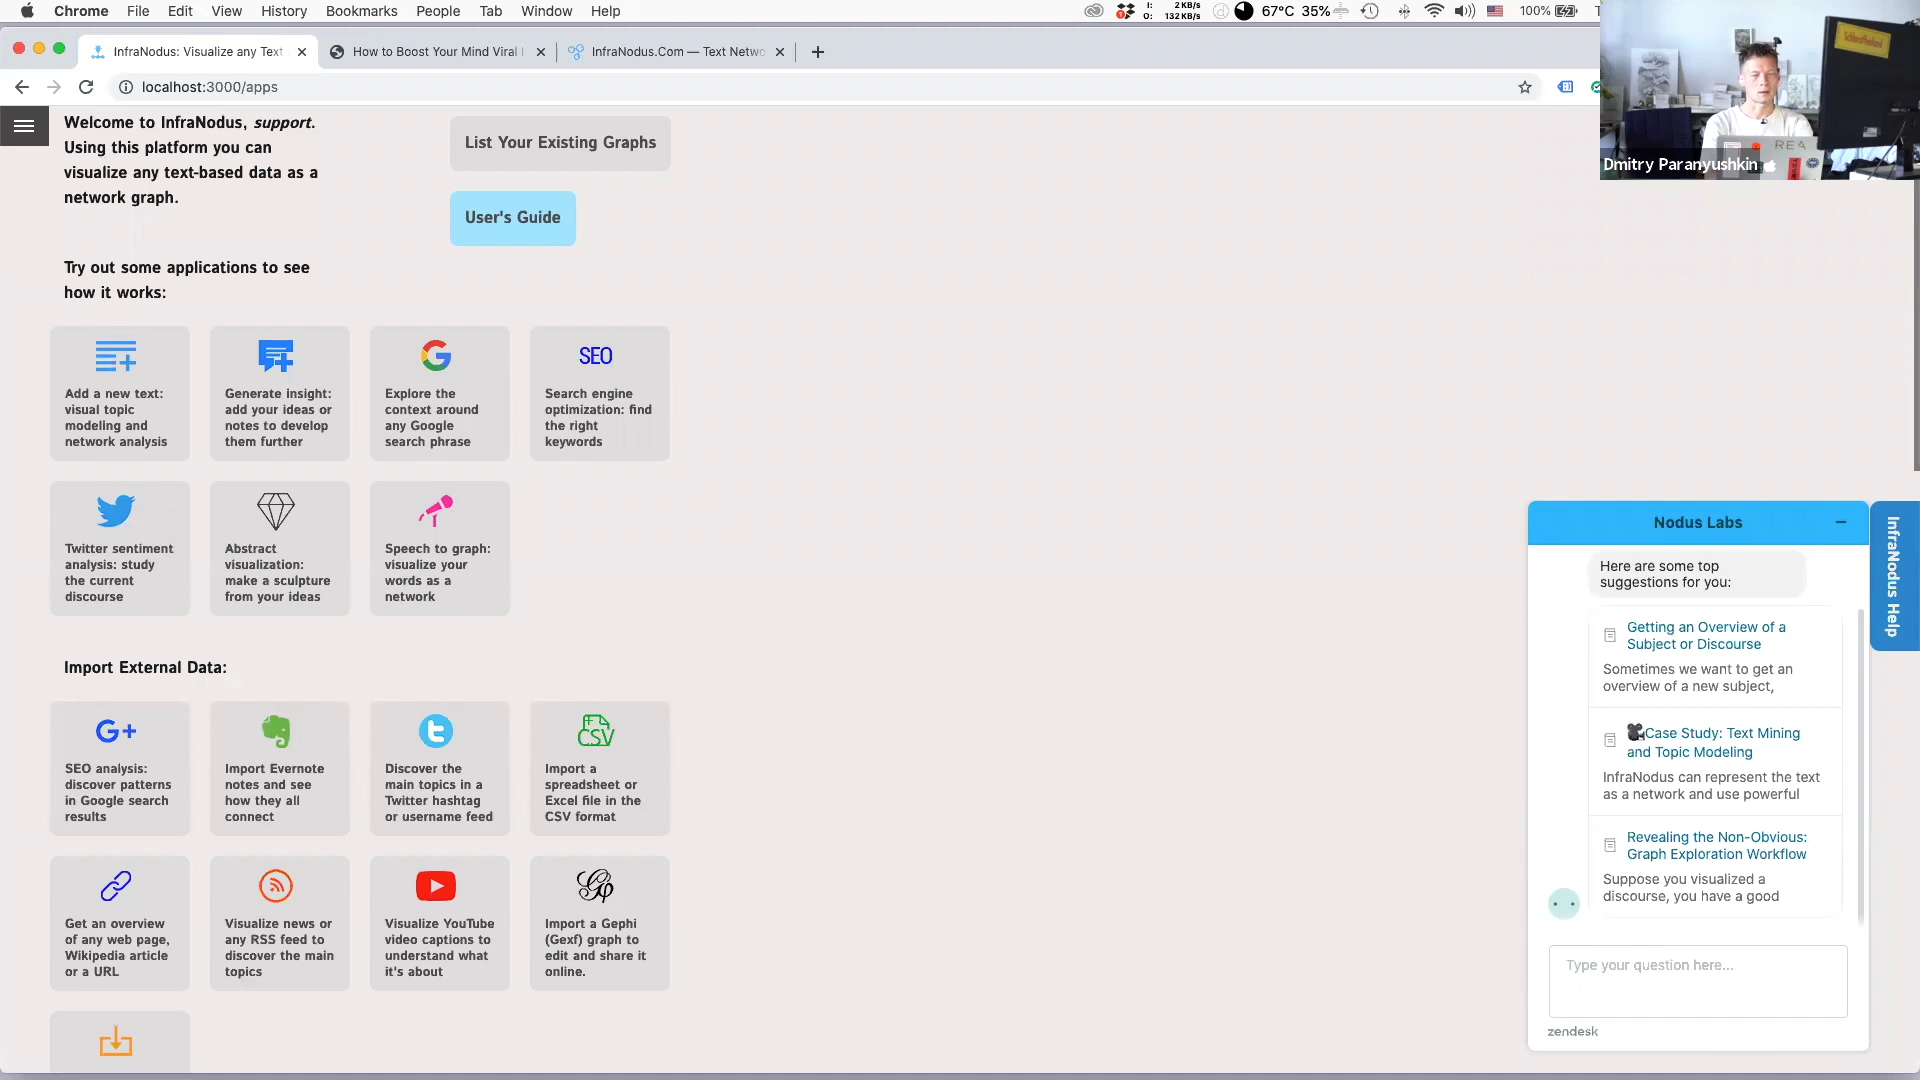 Chrome File Edit View History Bookmarks People Tab Window Help
I: 2 KB/s
O: 132 KB/s
67°C 35%
100%
InfraNodus: Visualize any Text
How to Boost Your Mind Viral I
InfraNodus.Com — Text Netwo
localhost:3000/apps
Dmitry Paranyushkin
REA
Welcome to InfraNodus, support.
Using this platform you can
visualize any text-based data as a
network graph.
List Your Existing Graphs
User's Guide
Try out some applications to see
how it works:
Add a new text:
visual topic
modeling and
network analysis
Generate insight:
add your ideas or
notes to develop
them further
Explore the
context around
any Google
search phrase
SEO
Search engine
optimization: find
the right
keywords
Twitter sentiment
analysis: study
the current
discourse
Abstract
visualization:
make a sculpture
from your ideas
Speech to graph:
visualize your
words as a
network
Import External Data:
G+
SEO analysis:
discover patterns
in Google search
results
Import Evernote
notes and see
how they all
connect
Discover the
main topics in a
Twitter hashtag
or username feed
CSV
Import a
spreadsheet or
Excel file in the
CSV format
Get an overview
of any web page,
Wikipedia article
or a URL
Visualize news or
any RSS feed to
discover the main
topics
Visualize YouTube
video captions to
understand what
it's about
Import a Gephi
(Gexf) graph to
edit and share it
online.
Nodus Labs
Here are some top
suggestions for you:
Getting an Overview of a
Subject or Discourse
Sometimes we want to get an
overview of a new subject,
Case Study: Text Mining
and Topic Modeling
InfraNodus can represent the text
as a network and use powerful
Revealing the Non-Obvious:
Graph Exploration Workflow
Suppose you visualized a
discourse, you have a good
Type your question here...
zendesk
InfraNodus Help